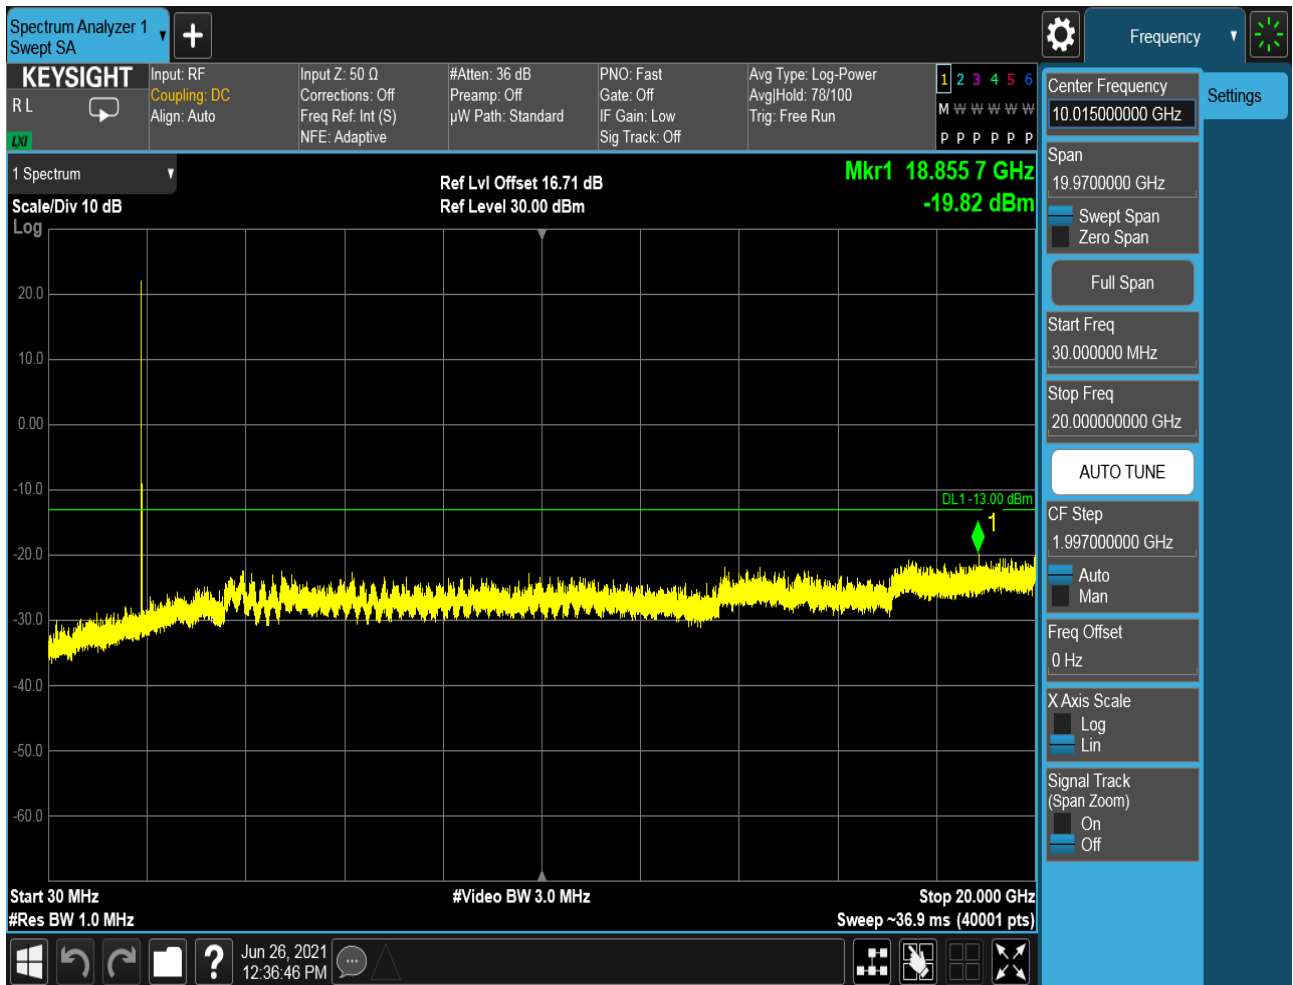 Spectrum Analyzer 1
Swept SA
Frequency
KEYSIGHT
R L
LXI
Input: RF
Coupling: DC
Align: Auto
Input Z: 50 Ω
Corrections: Off
Freq Ref: Int (S)
NFE: Adaptive
#Atten: 36 dB
Preamp: Off
µW Path: Standard
PNO: Fast
Gate: Off
IF Gain: Low
Sig Track: Off
Avg Type: Log-Power
Avg|Hold: 78/100
Trig: Free Run
1 2 3 4 5 6
M W W W W W
P P P P P P
1 Spectrum
Scale/Div 10 dB
Log
Ref Lvl Offset 16.71 dB
Ref Level 30.00 dBm
Mkr1 18.855 7 GHz
-19.82 dBm
20.0
10.0
0.00
-10.0
-20.0
-30.0
-40.0
-50.0
-60.0
DL1 -13.00 dBm
1
Start 30 MHz
#Res BW 1.0 MHz
#Video BW 3.0 MHz
Stop 20.000 GHz
Sweep ~36.9 ms (40001 pts)
?
Jun 26, 2021
12:36:46 PM
Center Frequency
10.015000000 GHz
Settings
Span
19.9700000 GHz
Swept Span
Zero Span
Full Span
Start Freq
30.000000 MHz
Stop Freq
20.000000000 GHz
AUTO TUNE
CF Step
1.997000000 GHz
Auto
Man
Freq Offset
0 Hz
X Axis Scale
Log
Lin
Signal Track
(Span Zoom)
On
Off